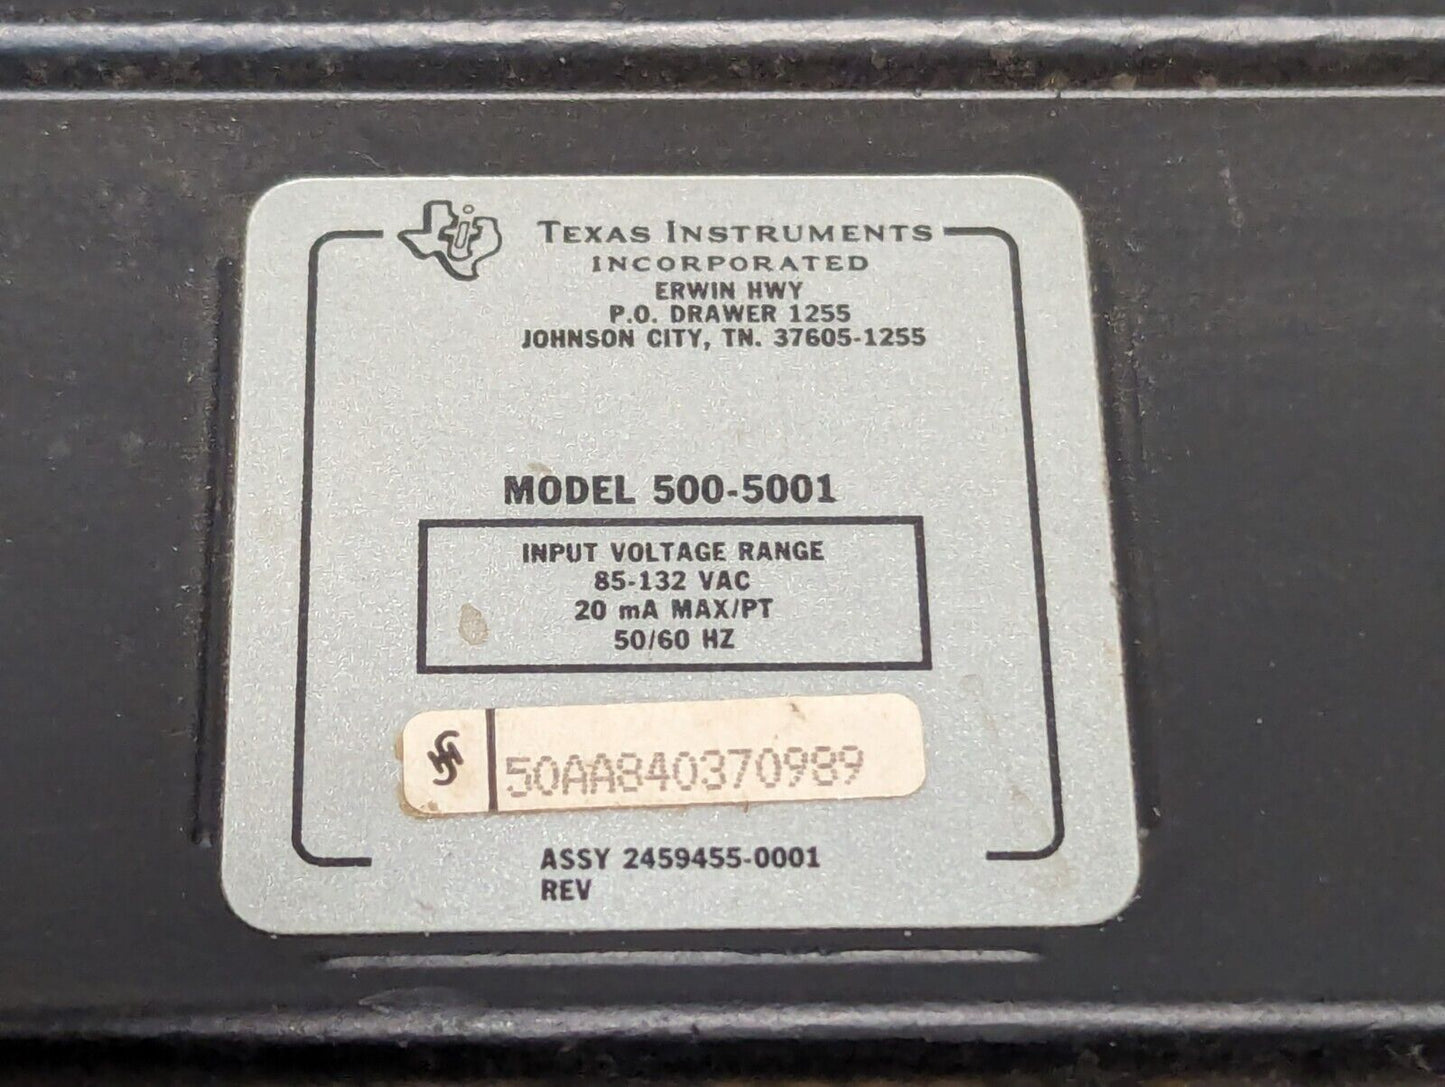 TEXAS INSTRUMENTS
INCORPORATED
ERWIN HWY
P.O. DRAWER 1255
JOHNSON CITY, TN. 37605-1255
MODEL 500-5001
INPUT VOLTAGE RANGE
85-132 VAC
20 mA MAX/PT
50/60 HZ
50AA840370989
ASSY 2459455-0001
REV